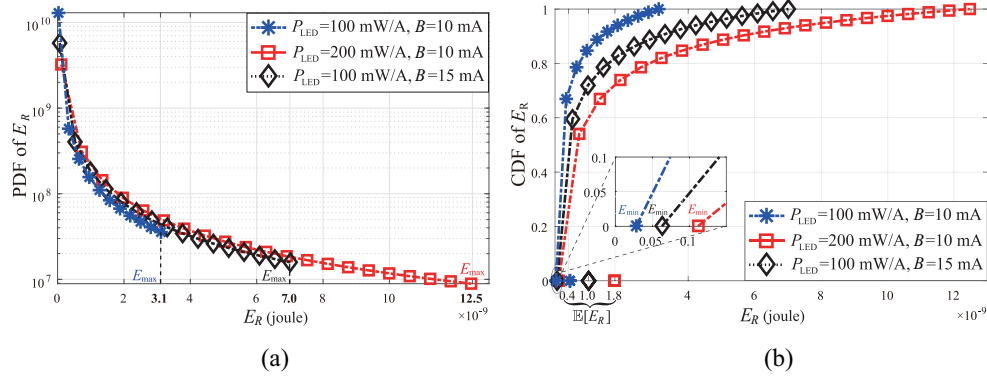 P_LED=100 mW/A, B=10 mA
P_LED=200 mW/A, B=10 mA
P_LED=100 mW/A, B=15 mA
PDF of E_R
10^10
10^9
10^8
10^7
E_max
E_max
E_max
0 2 3.1 4 6 7.0 8 10 12.5
E_R (joule)
×10^-9
(a)
CDF of E_R
1
0.8
0.6
0.4
0.2
0
0.1
0.05
0
E_min
E_min
E_min
0 0.05 0.1
P_LED=100 mW/A, B=10 mA
P_LED=200 mW/A, B=10 mA
P_LED=100 mW/A, B=15 mA
0.4 1.0 1.8 4 6 8 10 12
𝔼[E_R]
E_R (joule)
×10^-9
(b)